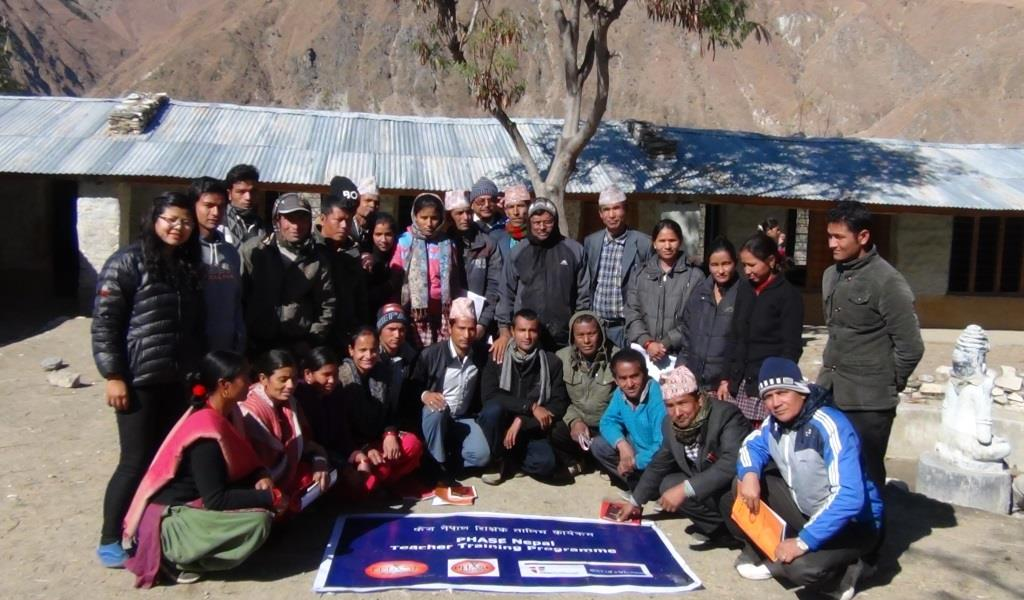 फेज नेपाल शिक्षक तालिम कार्यक्रम
PHASE Nepal
Teacher Training Programme